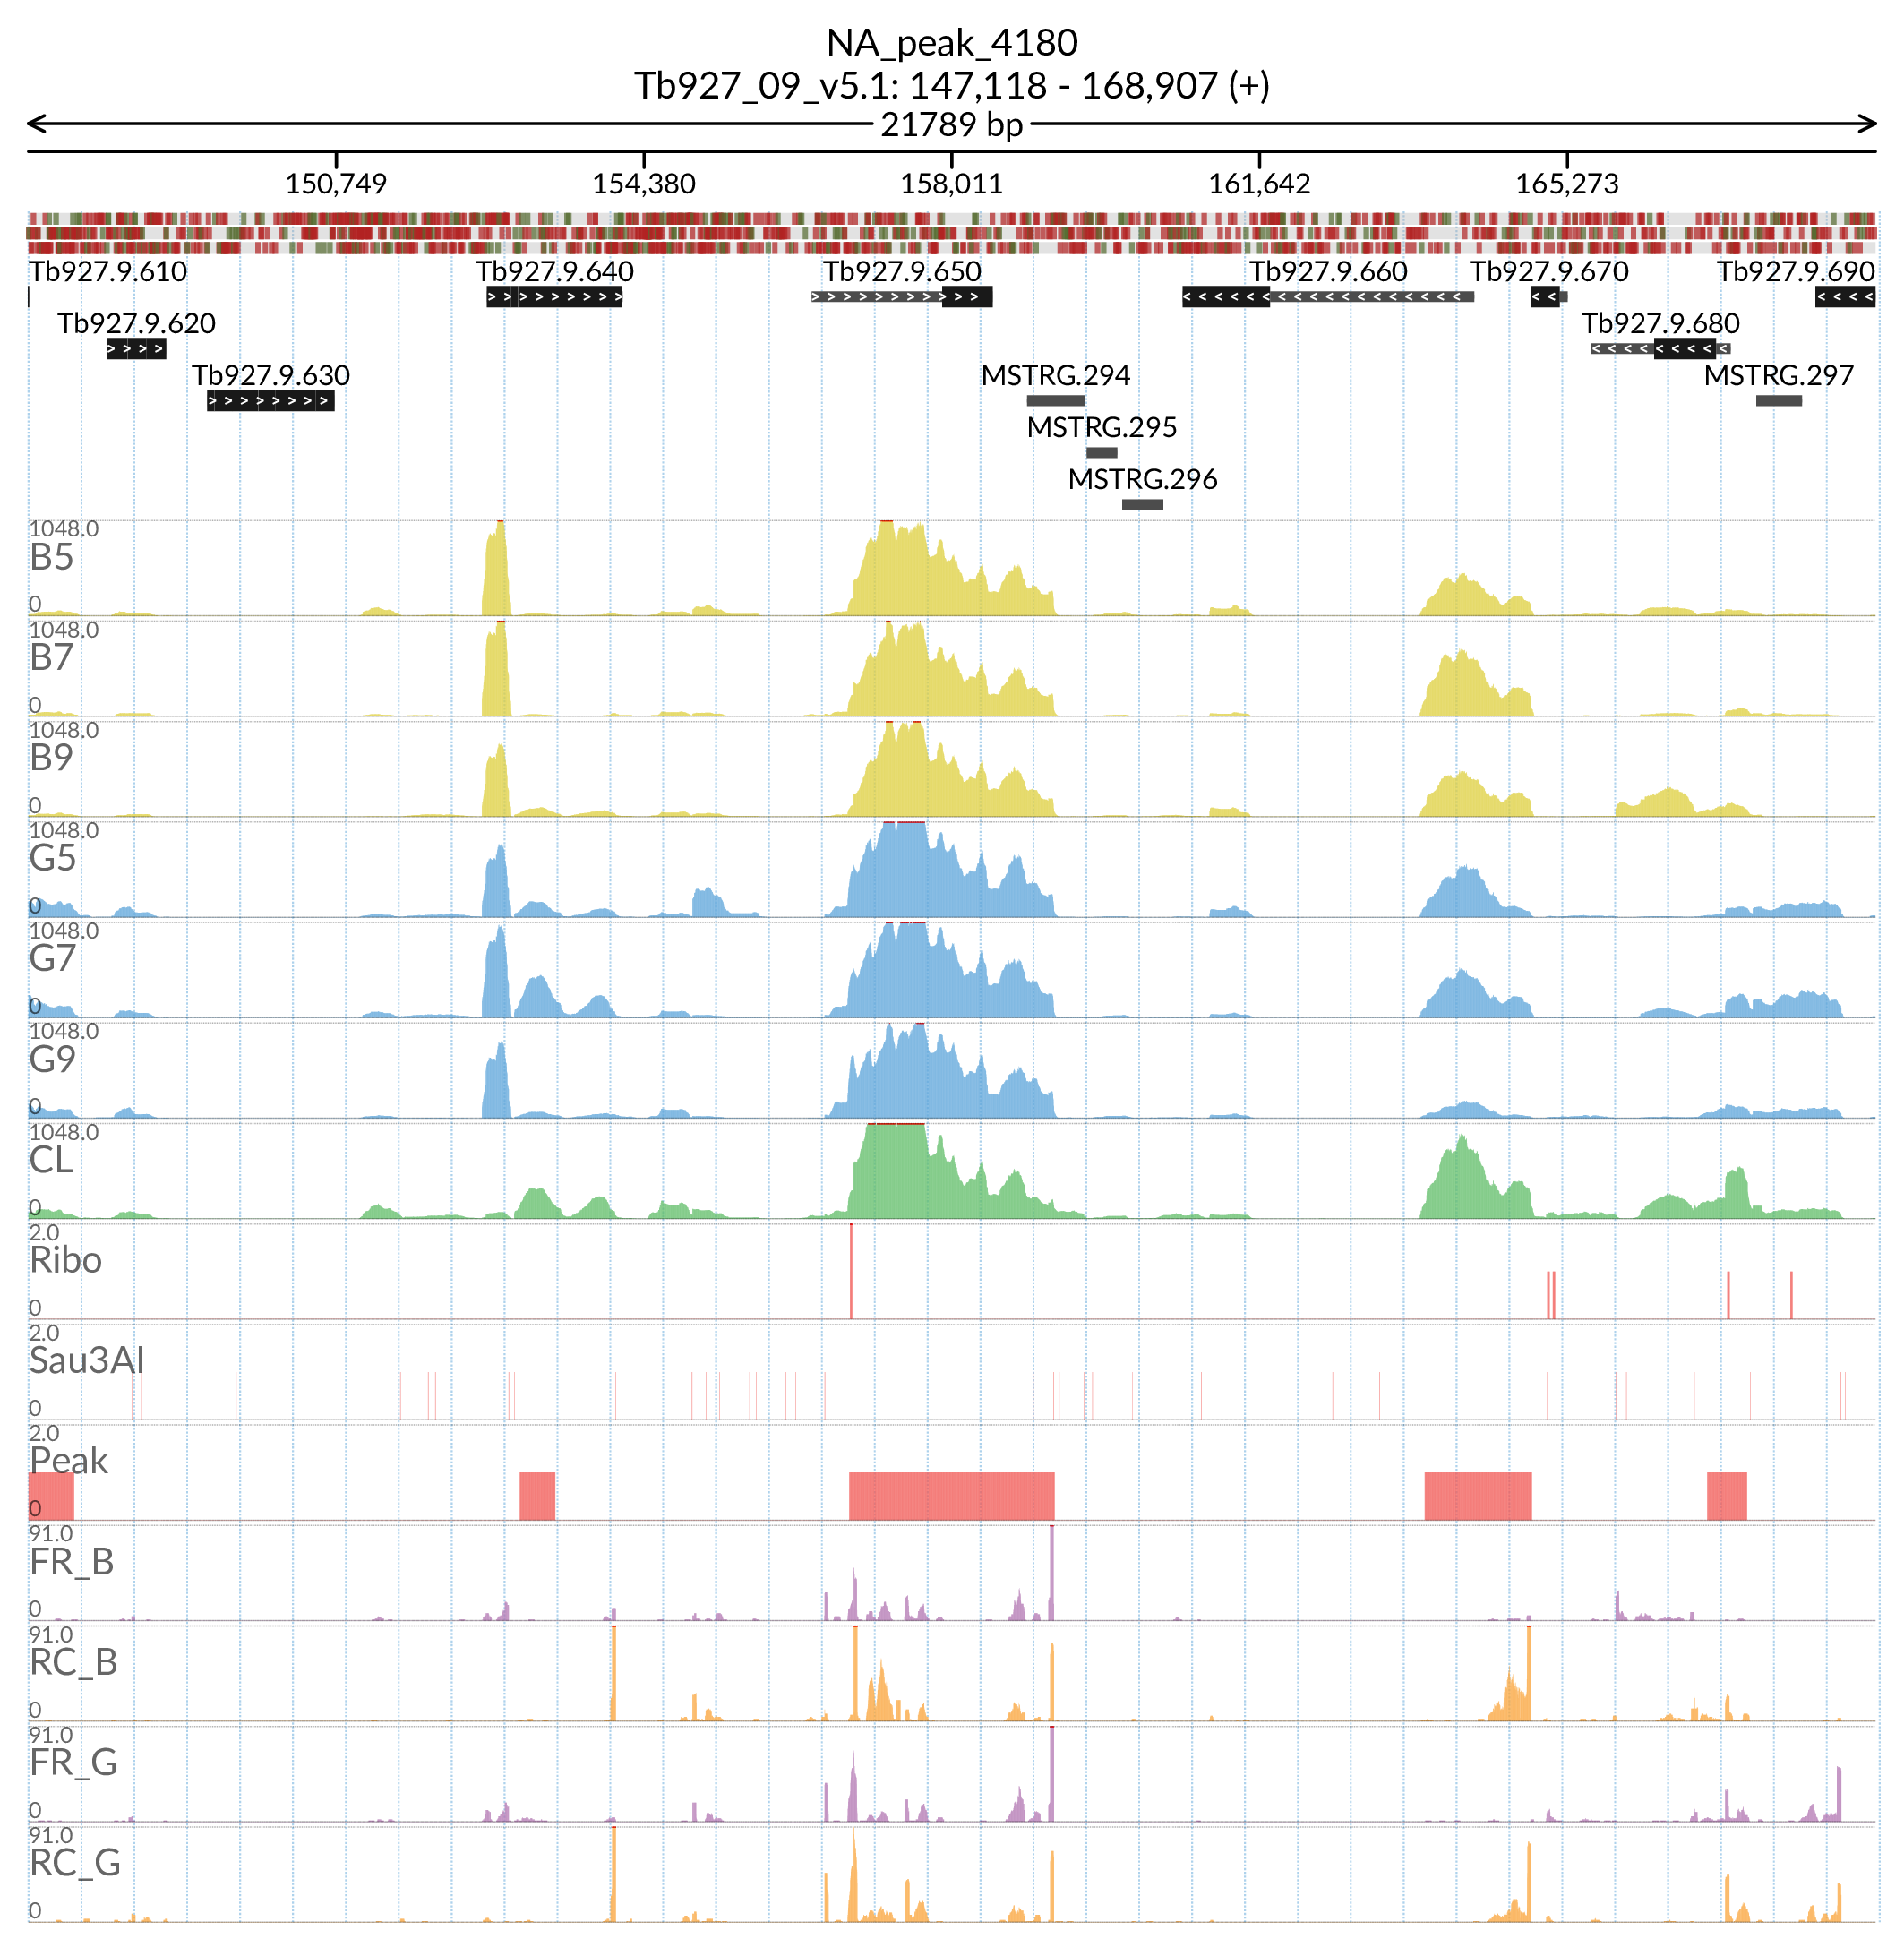 NA_peak_4180
Tb927_09_v5.1: 147,118 - 168,907 (+)
21789 bp
150,749 154,380 158,011 161,642 165,273
Tb927.9.610 Tb927.9.640 Tb927.9.650 Tb927.9.660 Tb927.9.670 Tb927.9.690
Tb927.9.620 Tb927.9.680
Tb927.9.630 MSTRG.294 MSTRG.297
MSTRG.295
MSTRG.296
1048.0
B5
0
1048.0
B7
0
1048.0
B9
0
1048.0
G5
0
1048.0
G7
0
1048.0
G9
0
1048.0
CL
0
2.0
Ribo
0
2.0
Sau3AI
0
2.0
Peak
0
91.0
FR_B
0
91.0
RC_B
0
91.0
FR_G
0
91.0
RC_G
0